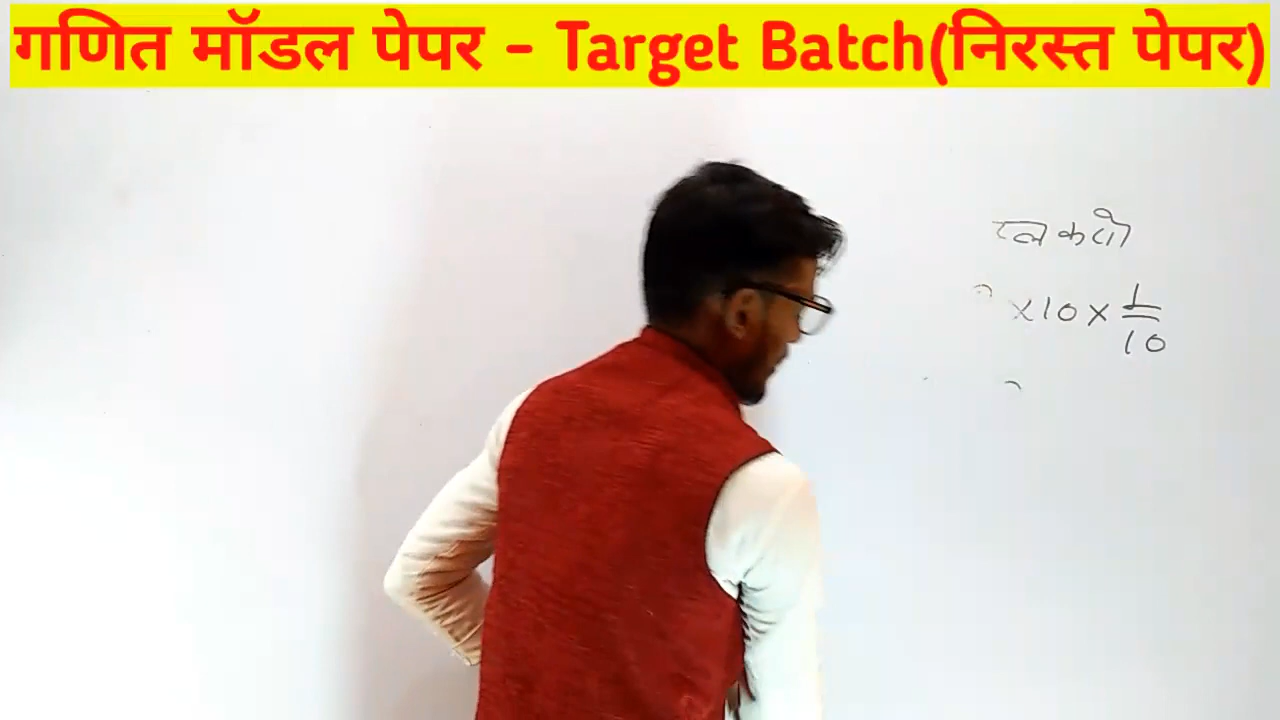 गणित मॉडल पेपर - Target Batch(निरस्त पेपर)
×10× 1/10